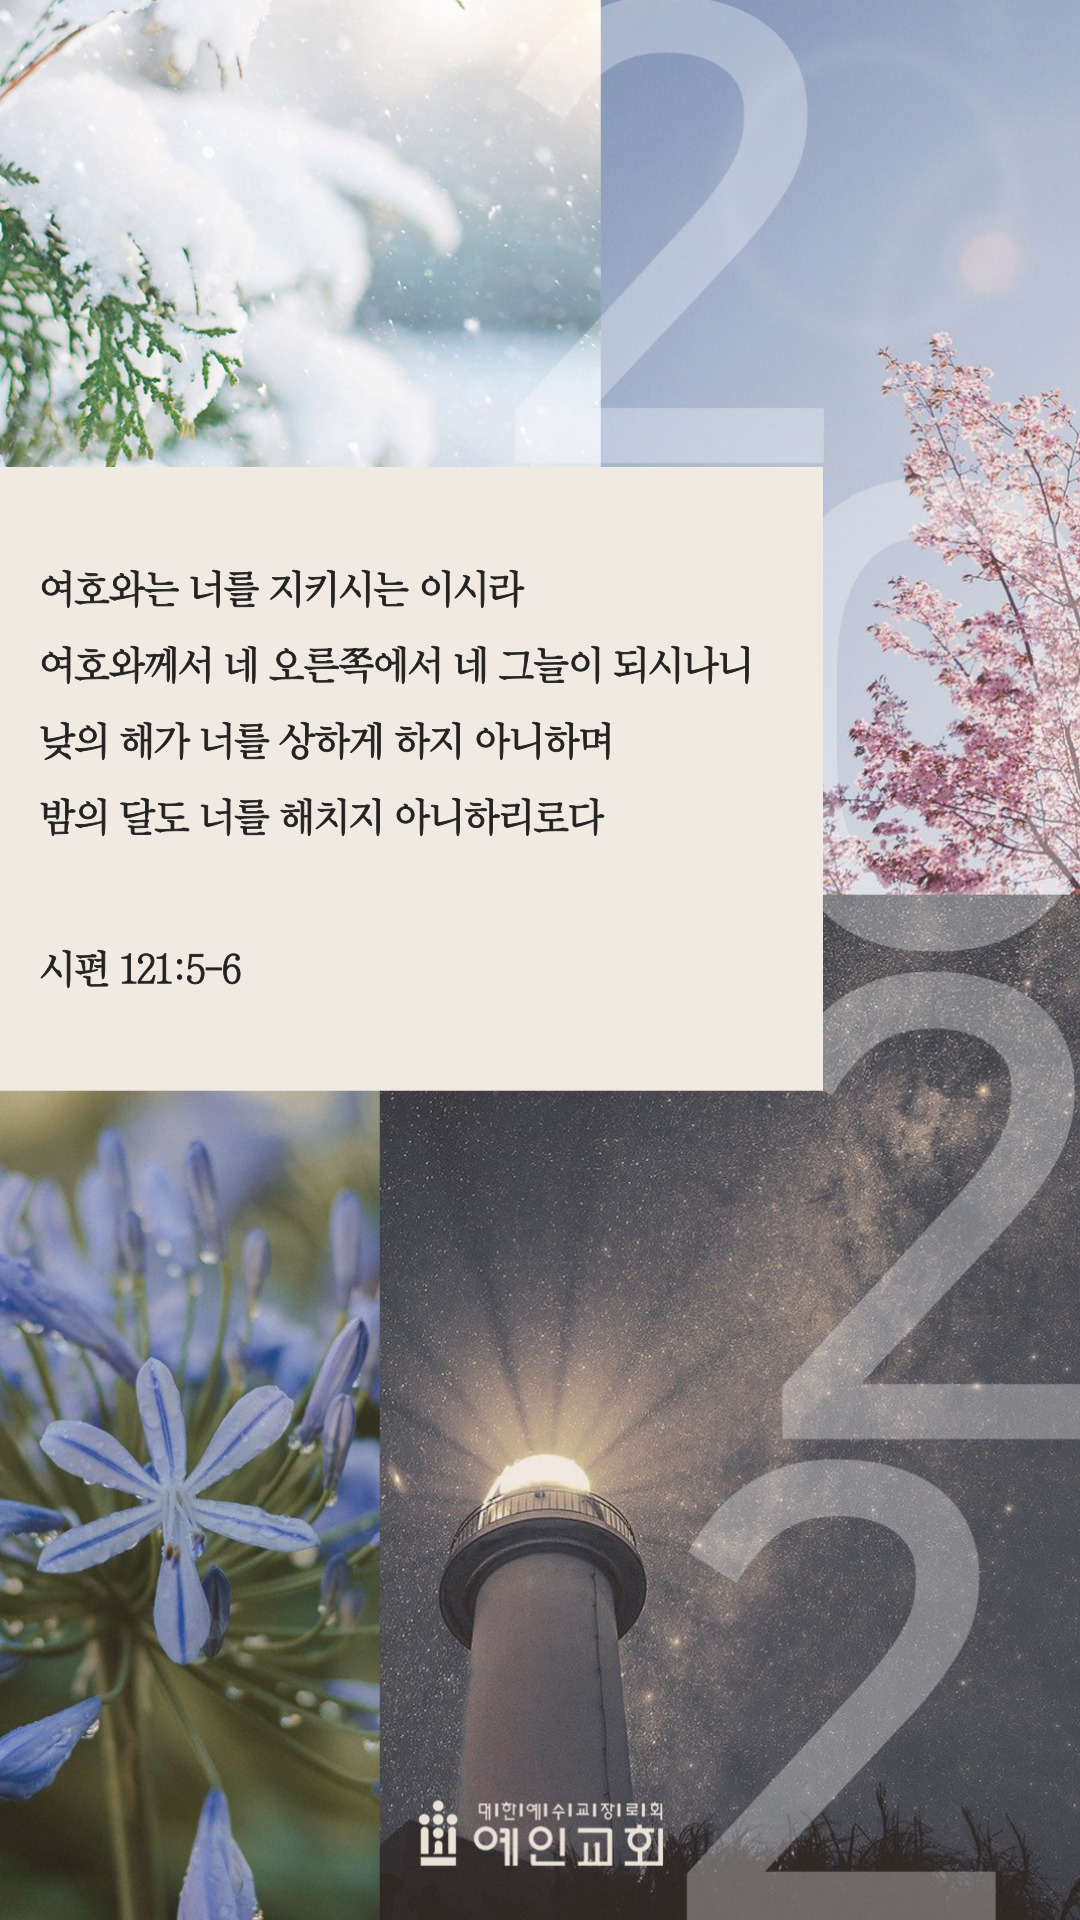 2
0
2
2
여호와는 너를 지키시는 이시라
여호와께서 네 오른쪽에서 네 그늘이 되시나니
낮의 해가 너를 상하게 하지 아니하며
밤의 달도 너를 해치지 아니하리로다
시편 121:5-6
대한예수교장로회
예인교회